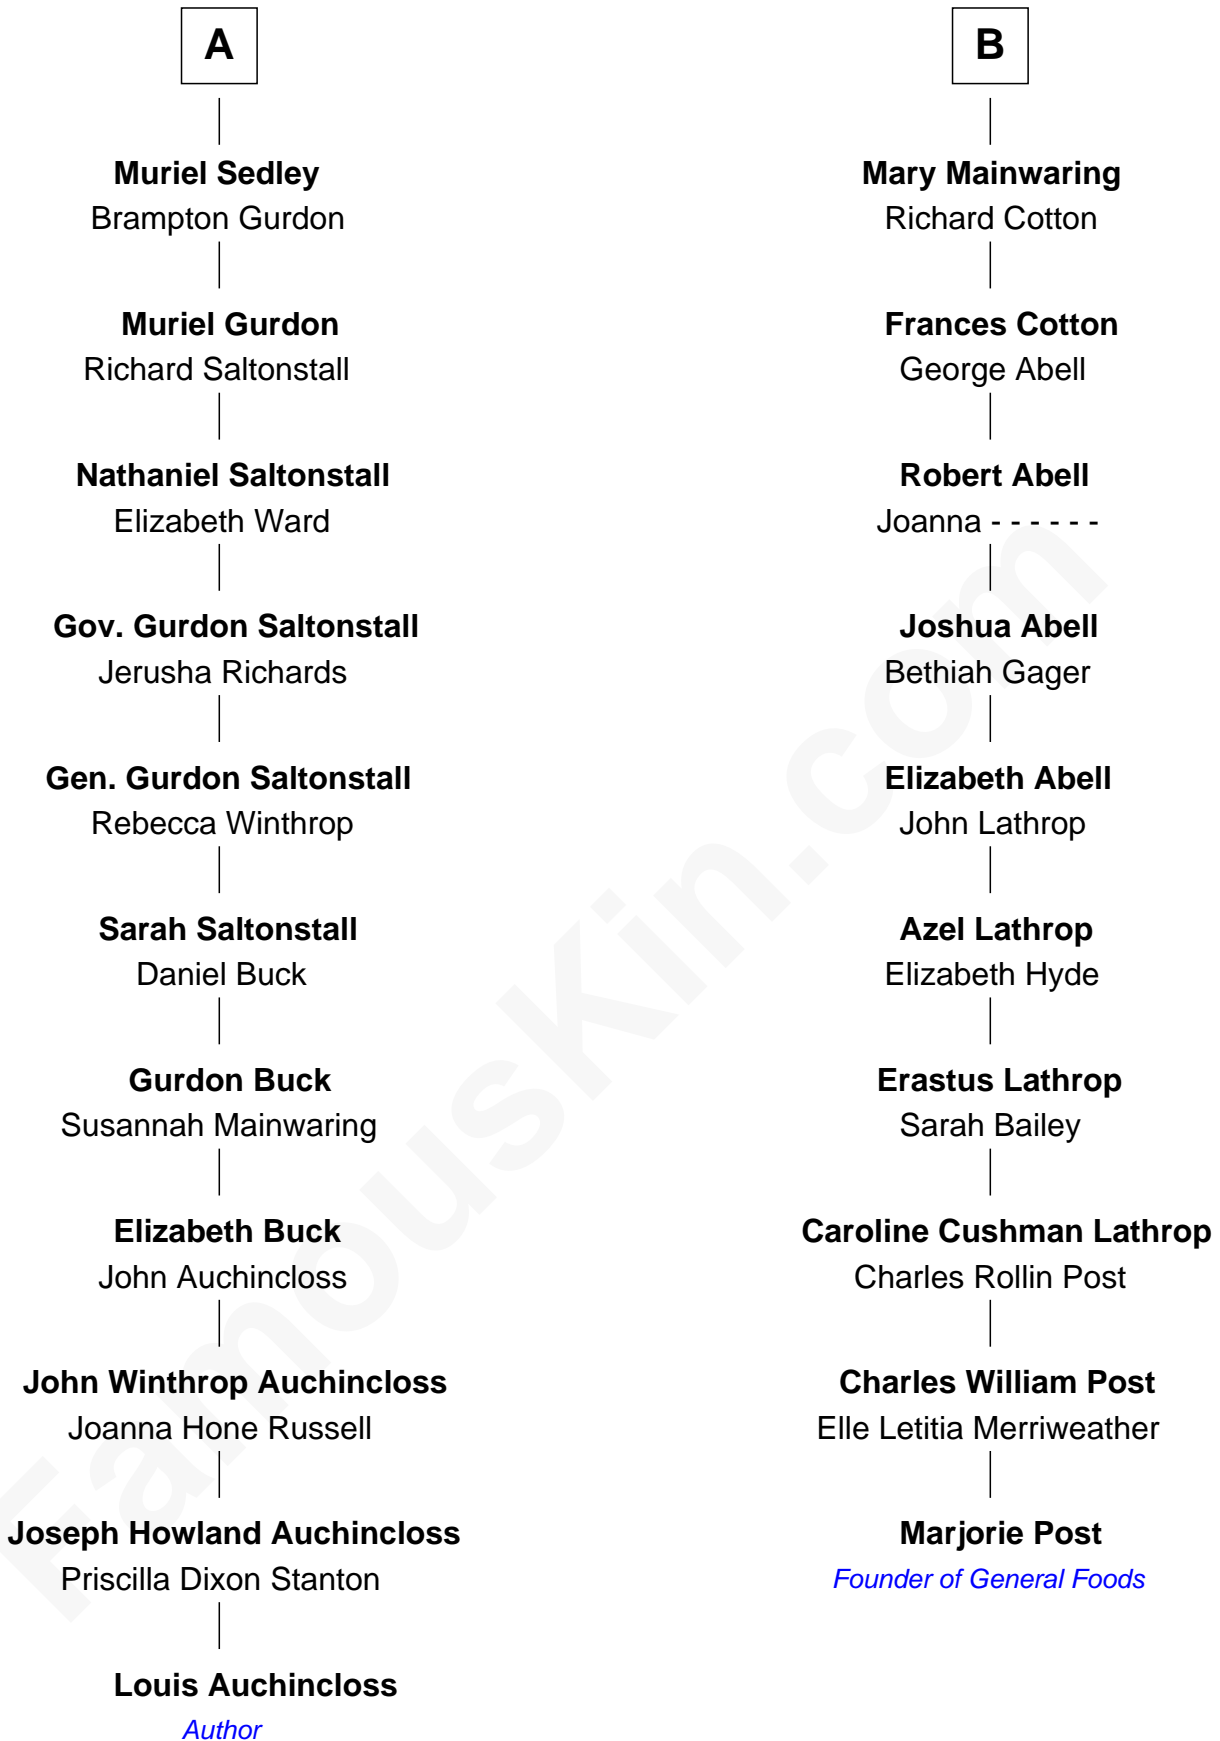 A
Muriel Sedley
Brampton Gurdon
Muriel Gurdon
Richard Saltonstall
Nathaniel Saltonstall
Elizabeth Ward
Gov. Gurdon Saltonstall
Jerusha Richards
Gen. Gurdon Saltonstall
Rebecca Winthrop
Sarah Saltonstall
Daniel Buck
Gurdon Buck
Susannah Mainwaring
Elizabeth Buck
John Auchincloss
John Winthrop Auchincloss
Joanna Hone Russell
Joseph Howland Auchincloss
Priscilla Dixon Stanton
Louis Auchincloss
Author
B
Mary Mainwaring
Richard Cotton
Frances Cotton
George Abell
Robert Abell
Joanna - - - - - -
Joshua Abell
Bethiah Gager
Elizabeth Abell
John Lathrop
Azel Lathrop
Elizabeth Hyde
Erastus Lathrop
Sarah Bailey
Caroline Cushman Lathrop
Charles Rollin Post
Charles William Post
Elle Letitia Merriweather
Marjorie Post
Founder of General Foods
FamousKin.com